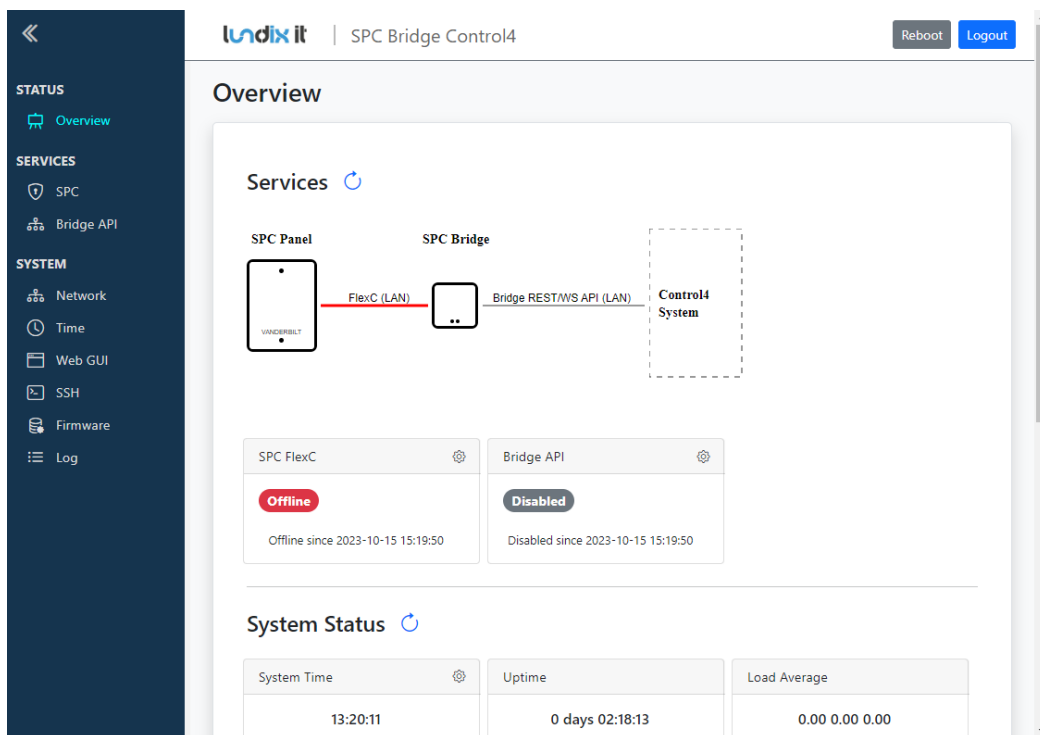 lundix it | SPC Bridge Control4
Reboot
Logout
STATUS
Overview
SERVICES
SPC
Bridge API
SYSTEM
Network
Time
Web GUI
SSH
Firmware
Log
Overview
Services
SPC Panel
SPC Bridge
FlexC (LAN)
Bridge REST/WS API (LAN)
Control4
System
VANDERBILT
SPC FlexC
Bridge API
Offline
Disabled
Offline since 2023-10-15 15:19:50
Disabled since 2023-10-15 15:19:50
System Status
System Time
Uptime
Load Average
13:20:11
0 days 02:18:13
0.00 0.00 0.00